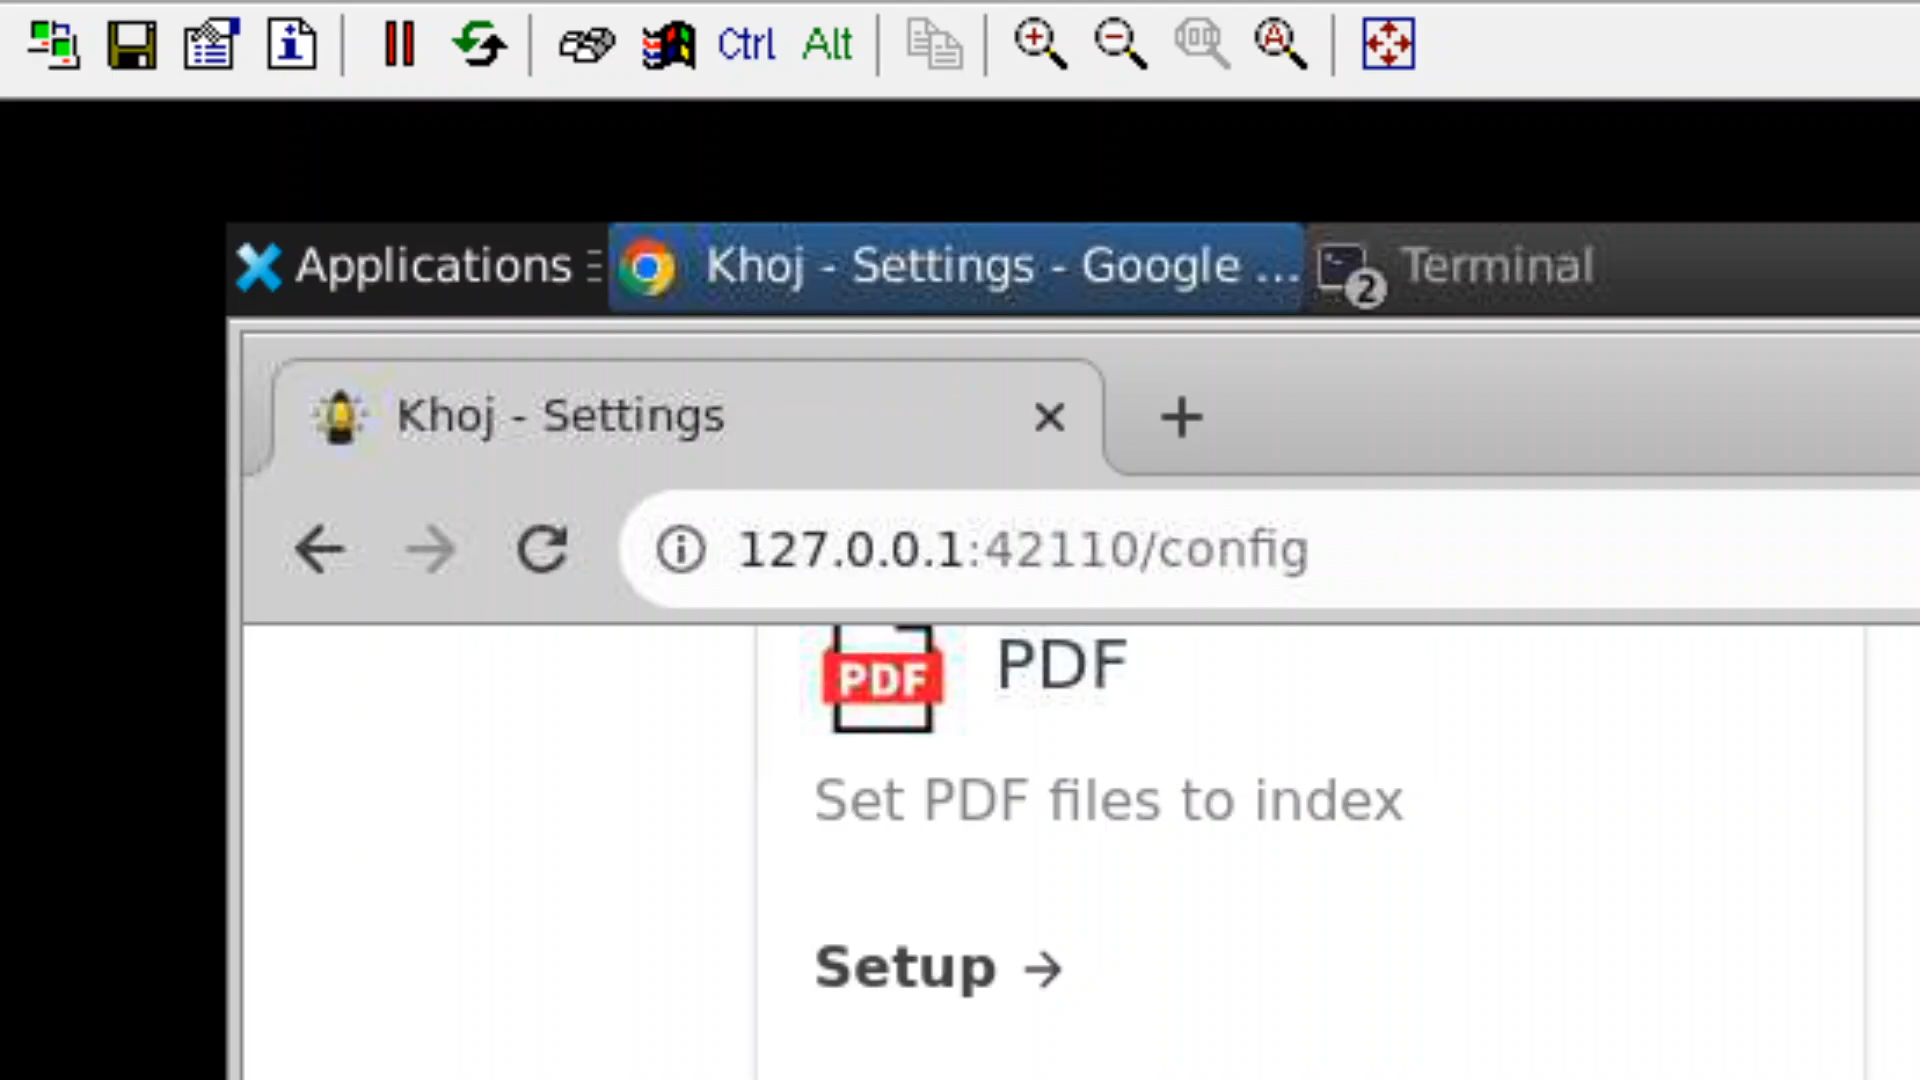 Ctrl Alt
Applications Khoj - Settings - Google ... 2 Terminal
Khoj - Settings
127.0.0.1:42110/config
PDF PDF
Set PDF files to index
Setup →